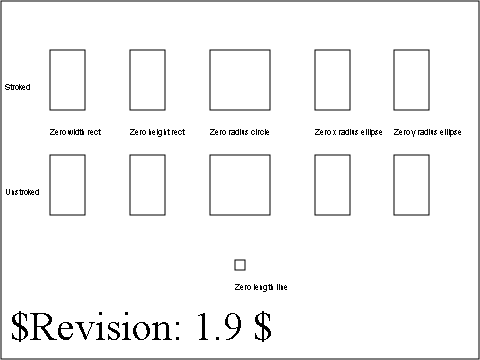 Stroked
Zero width rect Zero height rect Zero radius circle Zero x radius ellipse Zero y radius ellipse
Unstroked
Zero length line
$Revision: 1.9 $